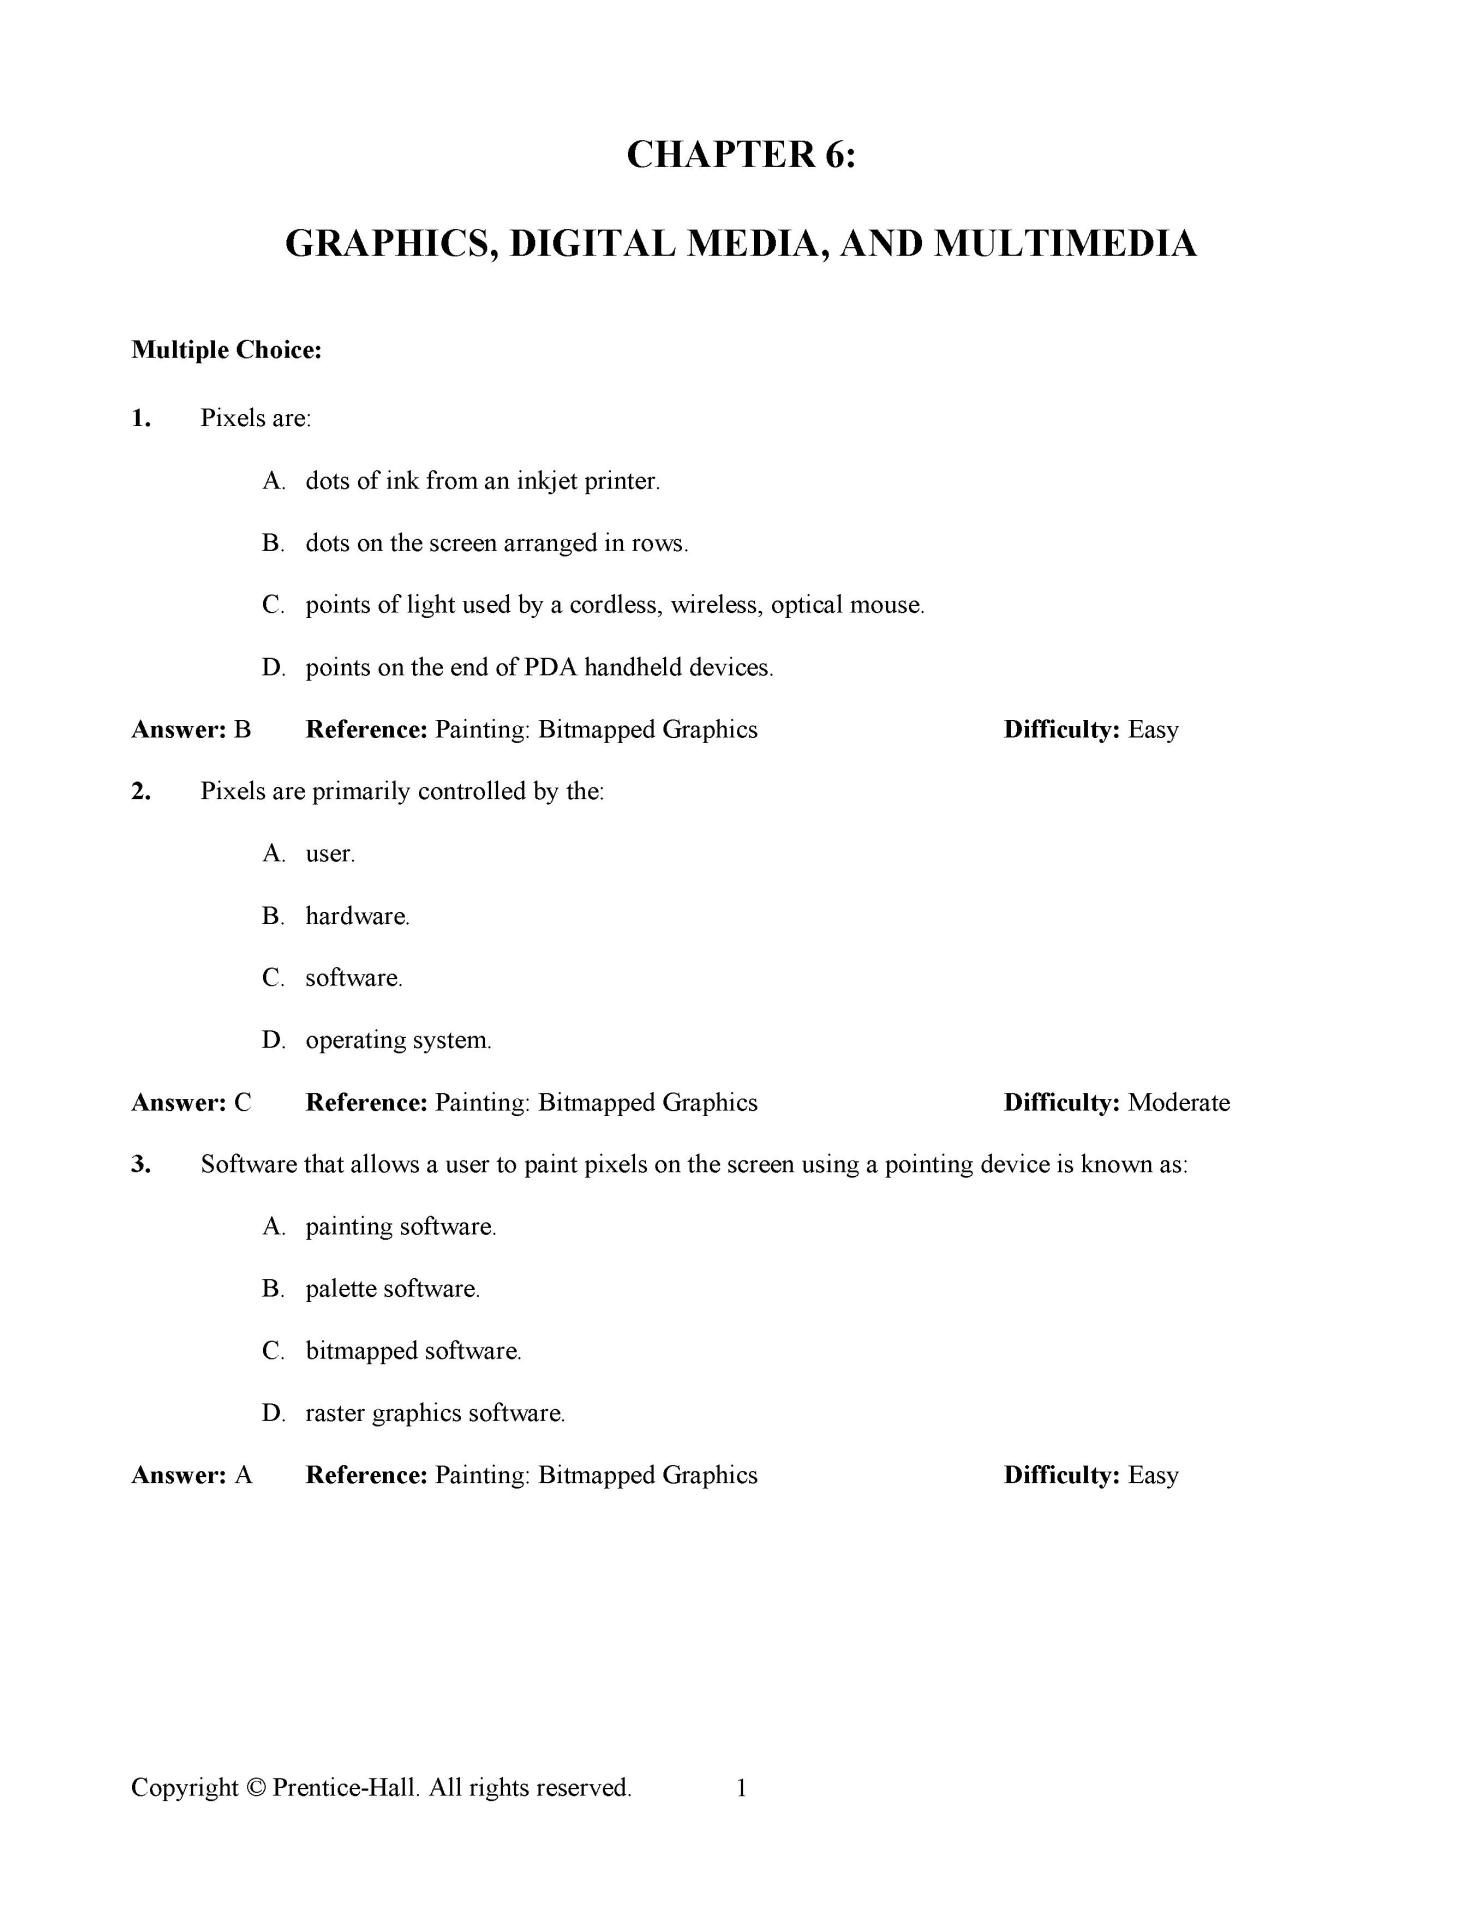 CHAPTER 6:
GRAPHICS, DIGITAL MEDIA, AND MULTIMEDIA
Multiple Choice:
1. Pixels are:
A. dots of ink from an inkjet printer.
B. dots on the screen arranged in rows.
C. points of light used by a cordless, wireless, optical mouse.
D. points on the end of PDA handheld devices.
Answer: B Reference: Painting: Bitmapped Graphics Difficulty: Easy
2. Pixels are primarily controlled by the:
A. user.
B. hardware.
C. software.
D. operating system.
Answer: C Reference: Painting: Bitmapped Graphics Difficulty: Moderate
3. Software that allows a user to paint pixels on the screen using a pointing device is known as:
A. painting software.
B. palette software.
C. bitmapped software.
D. raster graphics software.
Answer: A Reference: Painting: Bitmapped Graphics Difficulty: Easy
Copyright © Prentice-Hall. All rights reserved. 1